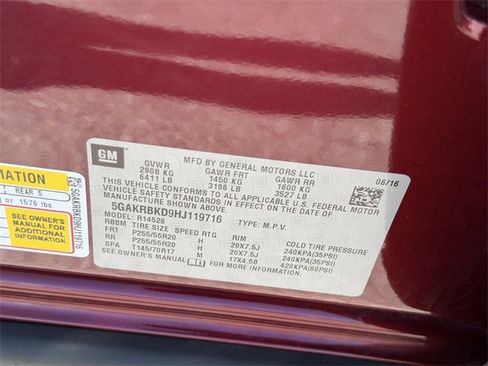 GM
MFD BY GENERAL MOTORS LLC
06/16
GVWR GAWR FRT GAWR RR
2908 KG 1450 KG 1600 KG
6411 LB 3196 LB 3527 LB
THIS VEHICLE CONFORMS TO ALL APPLICABLE U.S. FEDERAL
MOTOR VEHICLE SAFETY
THEFT PREVENTION STANDARDS IN EFFECT ON THE DATE OF
MANUFACTURE SHOWN ABOVE.
5GAKRBKD9HJ119716 TYPE: M.P.V.
MODEL: R14526
RBBM TIRE SIZE SPEED RTG RIM COLD TIRE PRESSURE
FRT P255/55R20 H 20X7.5J 240KPA(35PSI)
RR P255/55R20 H 20X7.5J 240KPA(35PSI)
SPA T145/70R17 M 17X4.5B 420KPA(60PSI)
SEE OWNER'S MANUAL FOR MORE INFORMATION.
MATION
REAR 5
or 1576 lbs.
SEE OWNER'S
MANUAL FOR
ADDITIONAL
INFORMATION
5GAKRBKD9HJ119716